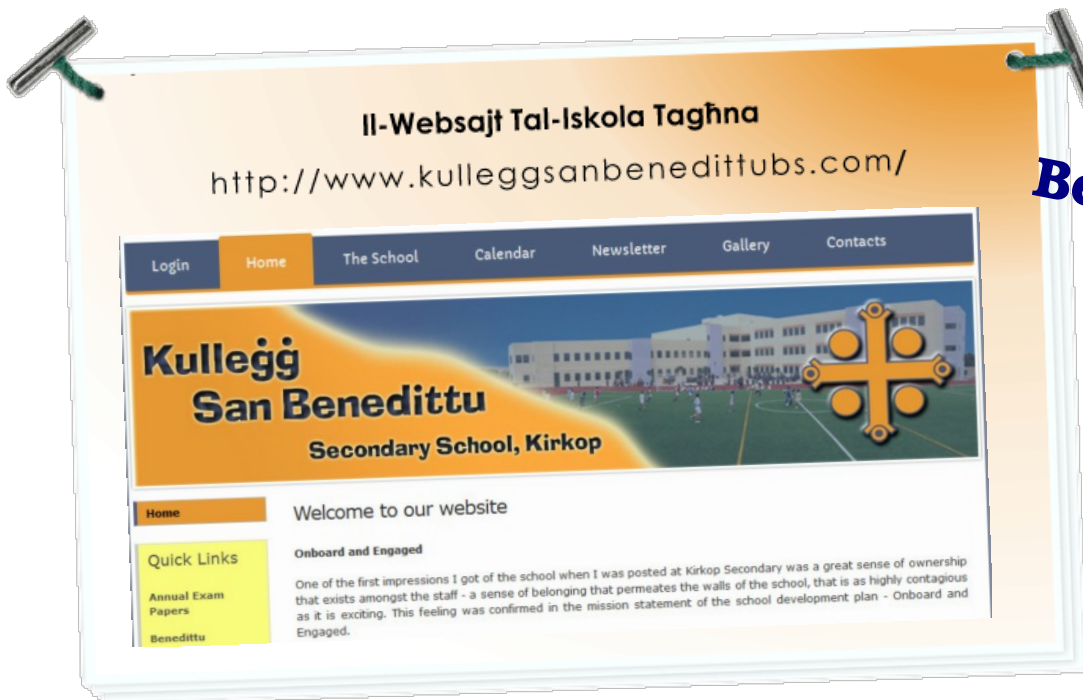 Il-Websajt Tal-Iskola Tagħna
http://www.kulleggsanbenedittubs.com/
Login Home The School Calendar Newsletter Gallery Contacts
Kulleġġ
San Benedittu
Secondary School, Kirkop
Home
Quick Links
Annual Exam
Papers
Benedittu
Welcome to our website
Onboard and Engaged
One of the first impressions I got of the school when I was posted at Kirkop Secondary was a great sense of ownership
that exists amongst the staff - a sense of belonging that permeates the walls of the school, that is as highly contagious
as it is exciting. This feeling was confirmed in the mission statement of the school development plan - Onboard and
Engaged.